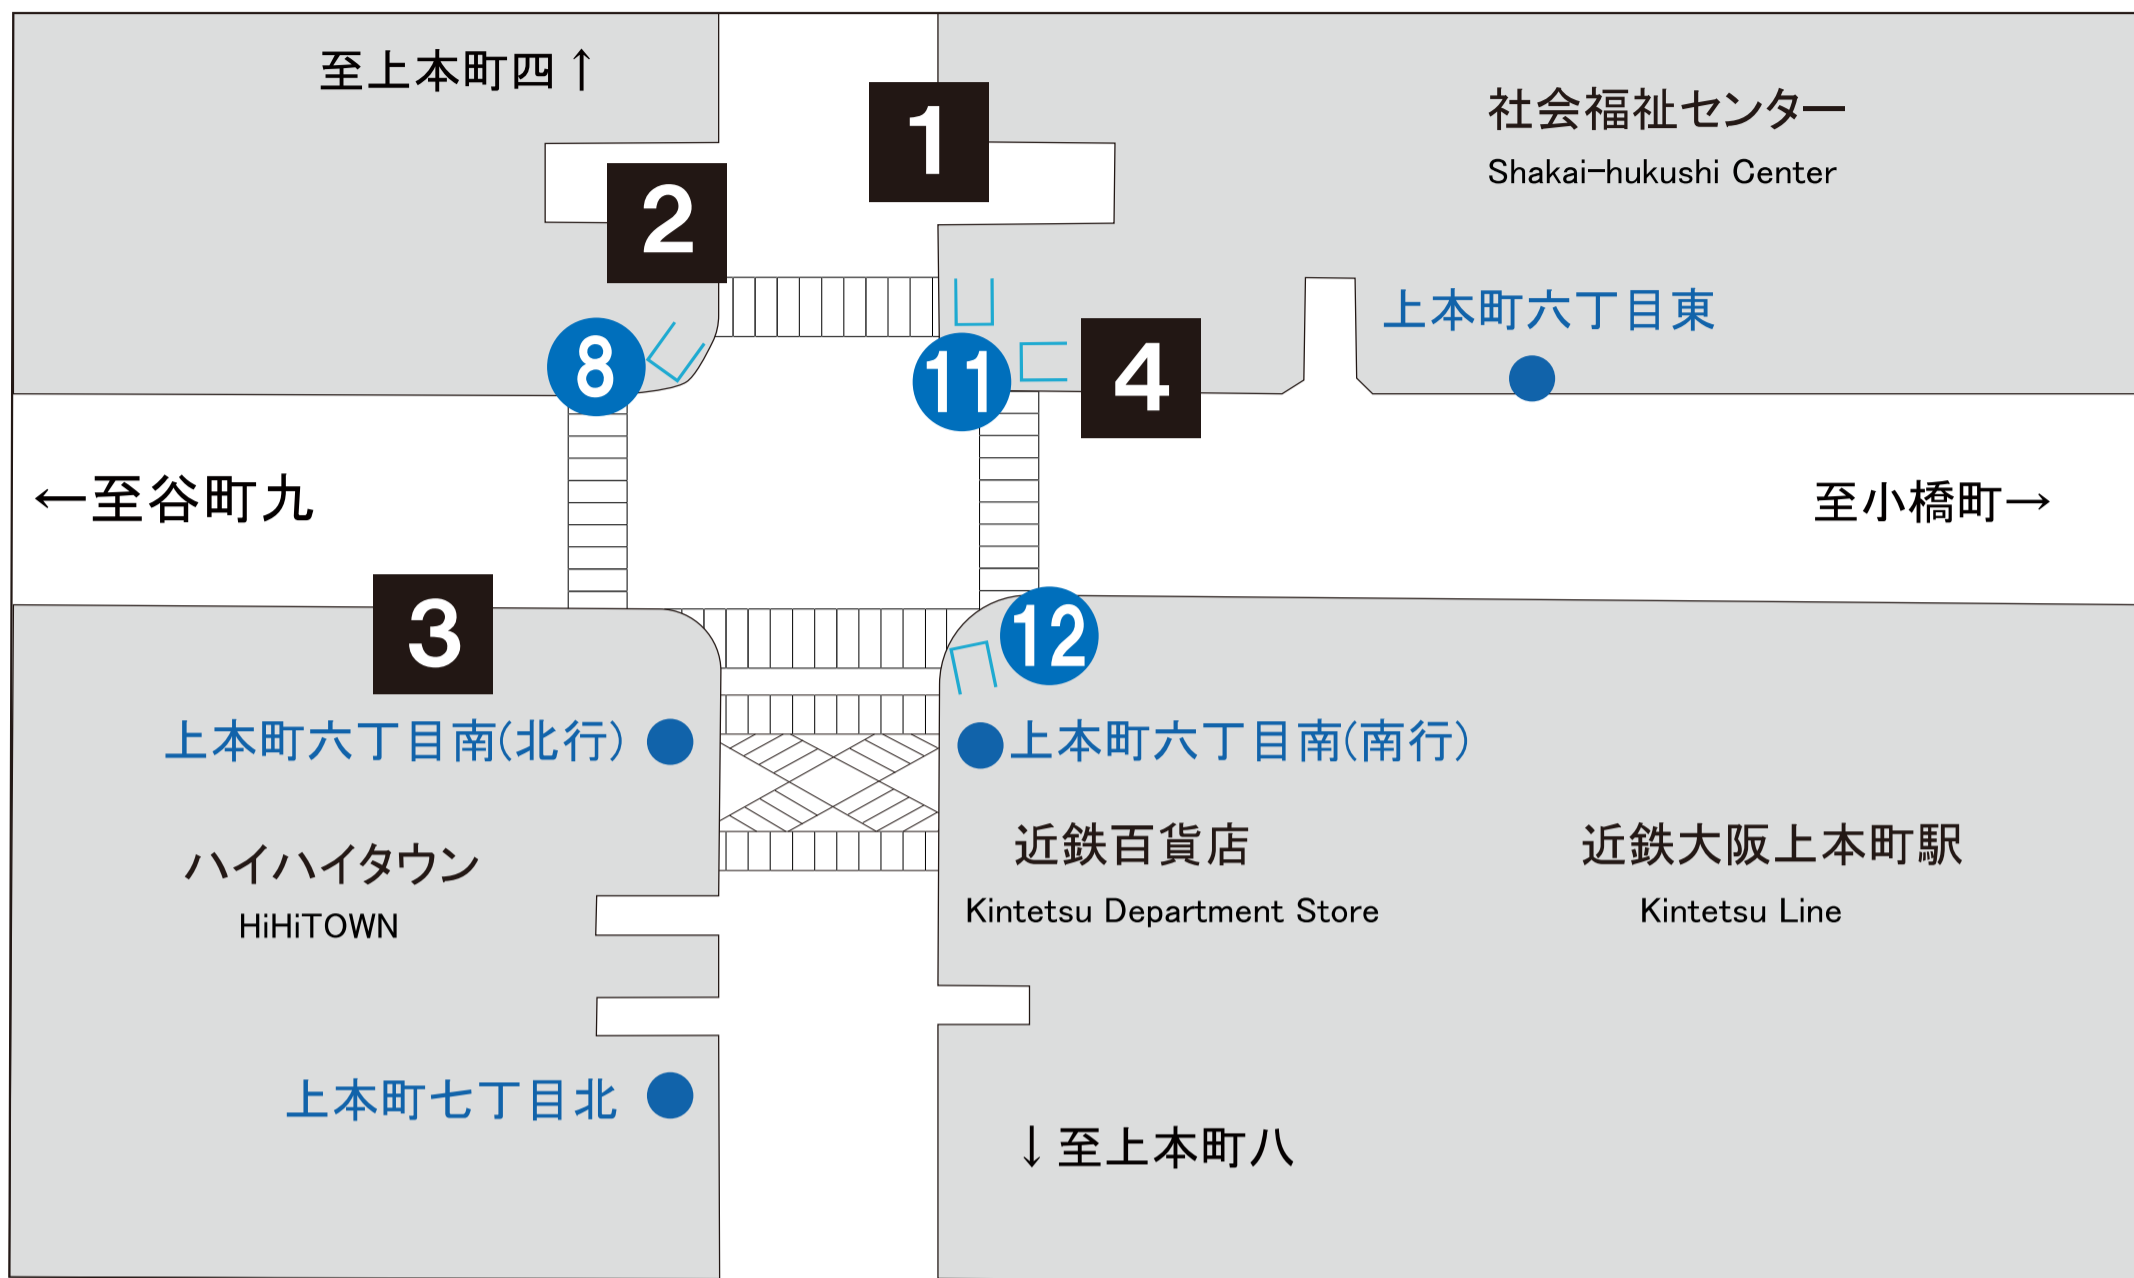 至上本町四↑
1
社会福祉センター
Shakai-hukushi Center
2
上本町六丁目東
8
11
4
←至谷町九
至小橋町→
3
12
上本町六丁目南(北行)
上本町六丁目南(南行)
ハイハイタウン
HiHiTOWN
近鉄百貨店
Kintetsu Department Store
近鉄大阪上本町駅
Kintetsu Line
上本町七丁目北
↓至上本町八